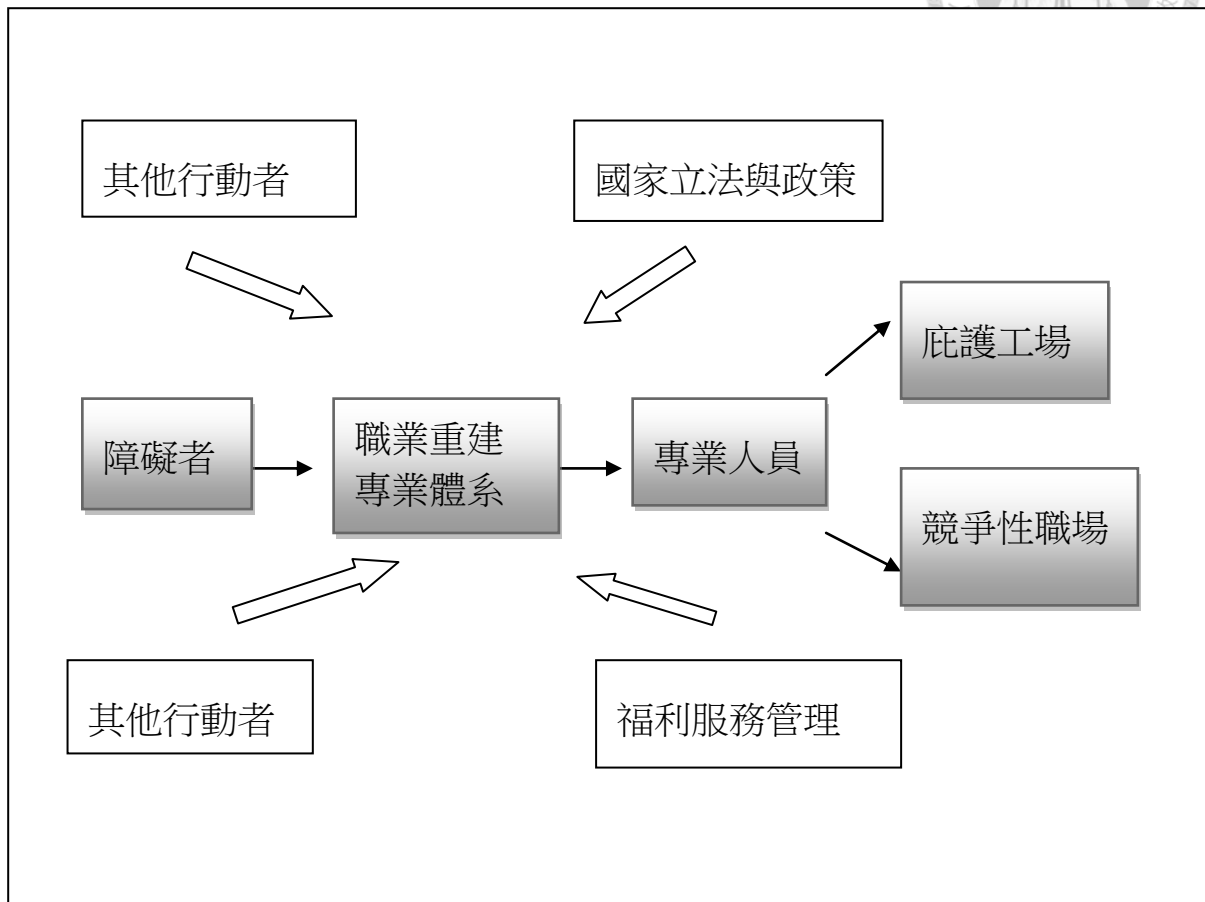 其他行動者
國家立法與政策
庇護工場
障礙者
職業重建
專業體系
專業人員
競爭性職場
其他行動者
福利服務管理